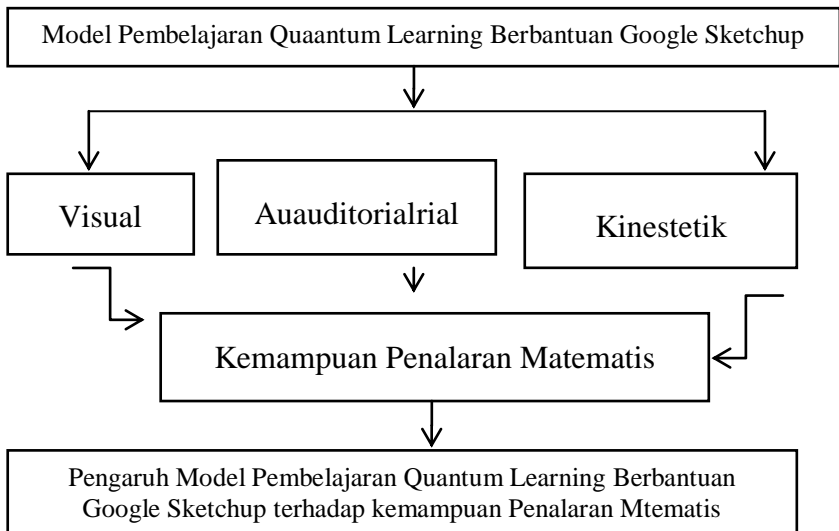 Model Pembelajaran Quaantum Learning Berbantuan Google Sketchup
Visual
Auauditorialrial
Kinestetik
Kemampuan Penalaran Matematis
Pengaruh Model Pembelajaran Quantum Learning Berbantuan
Google Sketchup terhadap kemampuan Penalaran Mtematis